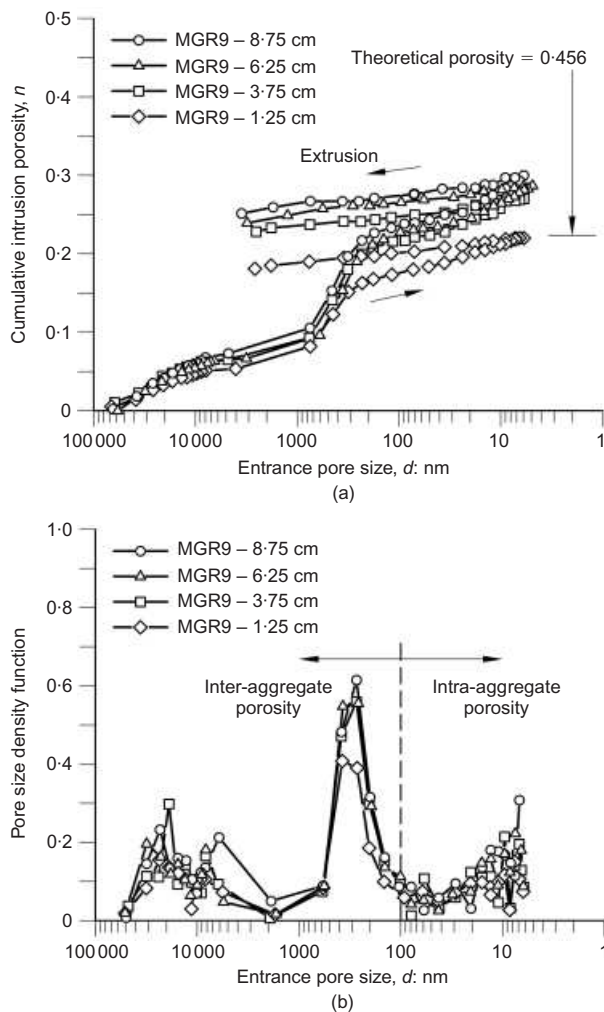 0·5
0·4
0·3
0·2
0·1
0
Cumulative intrusion porosity, n
MGR9 – 8·75 cm
MGR9 – 6·25 cm
MGR9 – 3·75 cm
MGR9 – 1·25 cm
Theoretical porosity = 0·456
Extrusion
100 000 10 000 1000 100 10 1
Entrance pore size, d: nm
(a)
1·0
0·8
0·6
0·4
0·2
0
Pore size density function
MGR9 – 8·75 cm
MGR9 – 6·25 cm
MGR9 – 3·75 cm
MGR9 – 1·25 cm
Inter-aggregate
porosity
Intra-aggregate
porosity
100 000 10 000 1000 100 10 1
Entrance pore size, d: nm
(b)